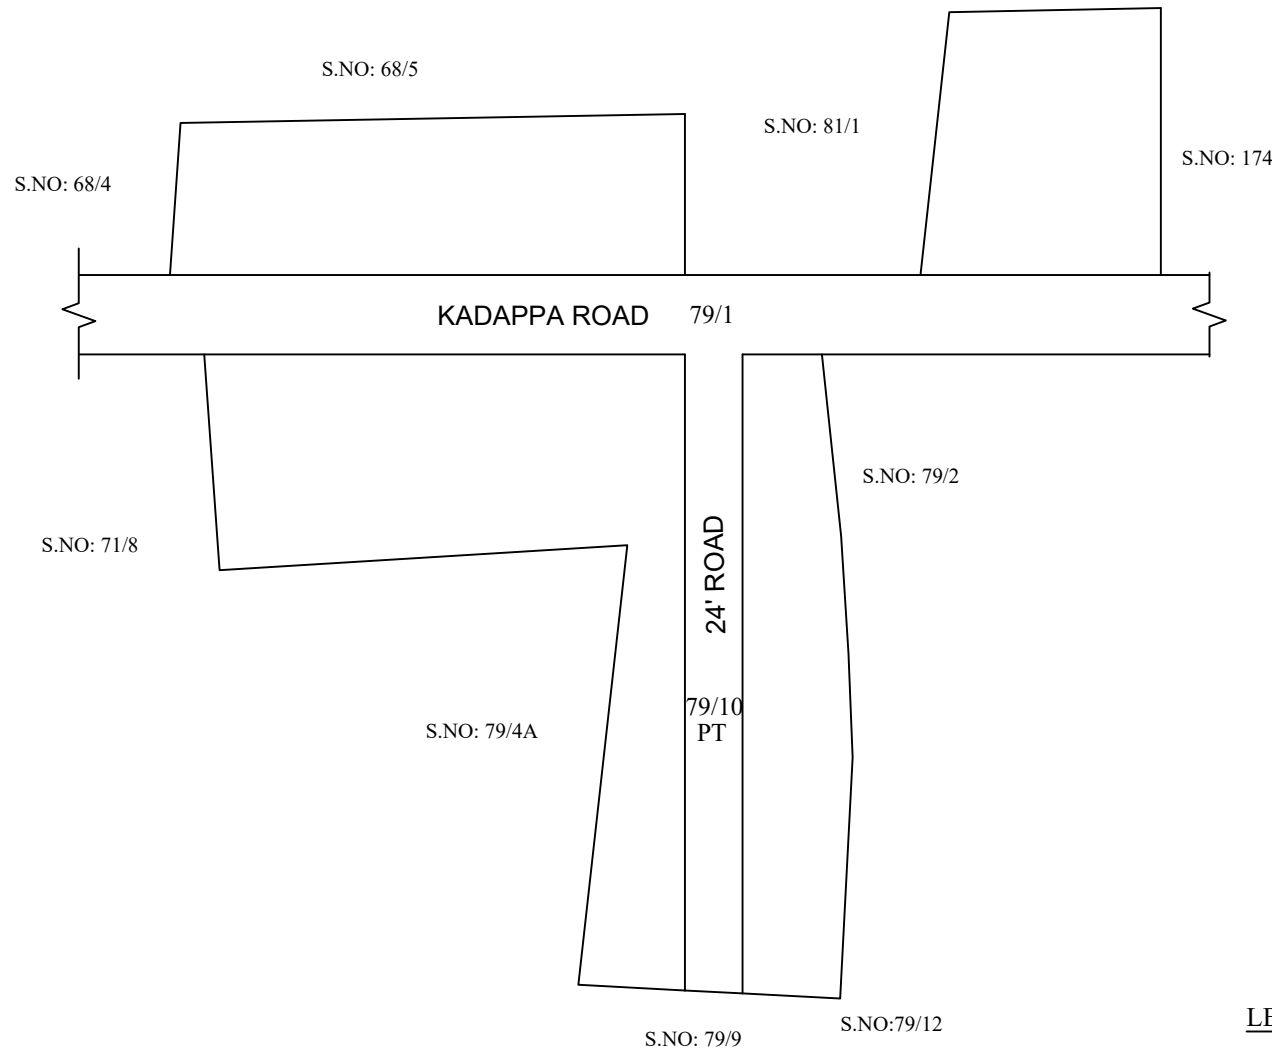 S.NO: 68/5
S.NO: 81/1
S.NO: 174
S.NO: 68/4
KADAPPA ROAD 79/1
S.NO: 79/2
S.NO: 71/8
24' ROAD
79/10
PT
S.NO: 79/4A
S.NO: 79/9
S.NO:79/12